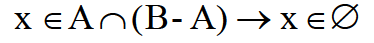 x ∈ A ∩ (B - A) → x ∈ ∅